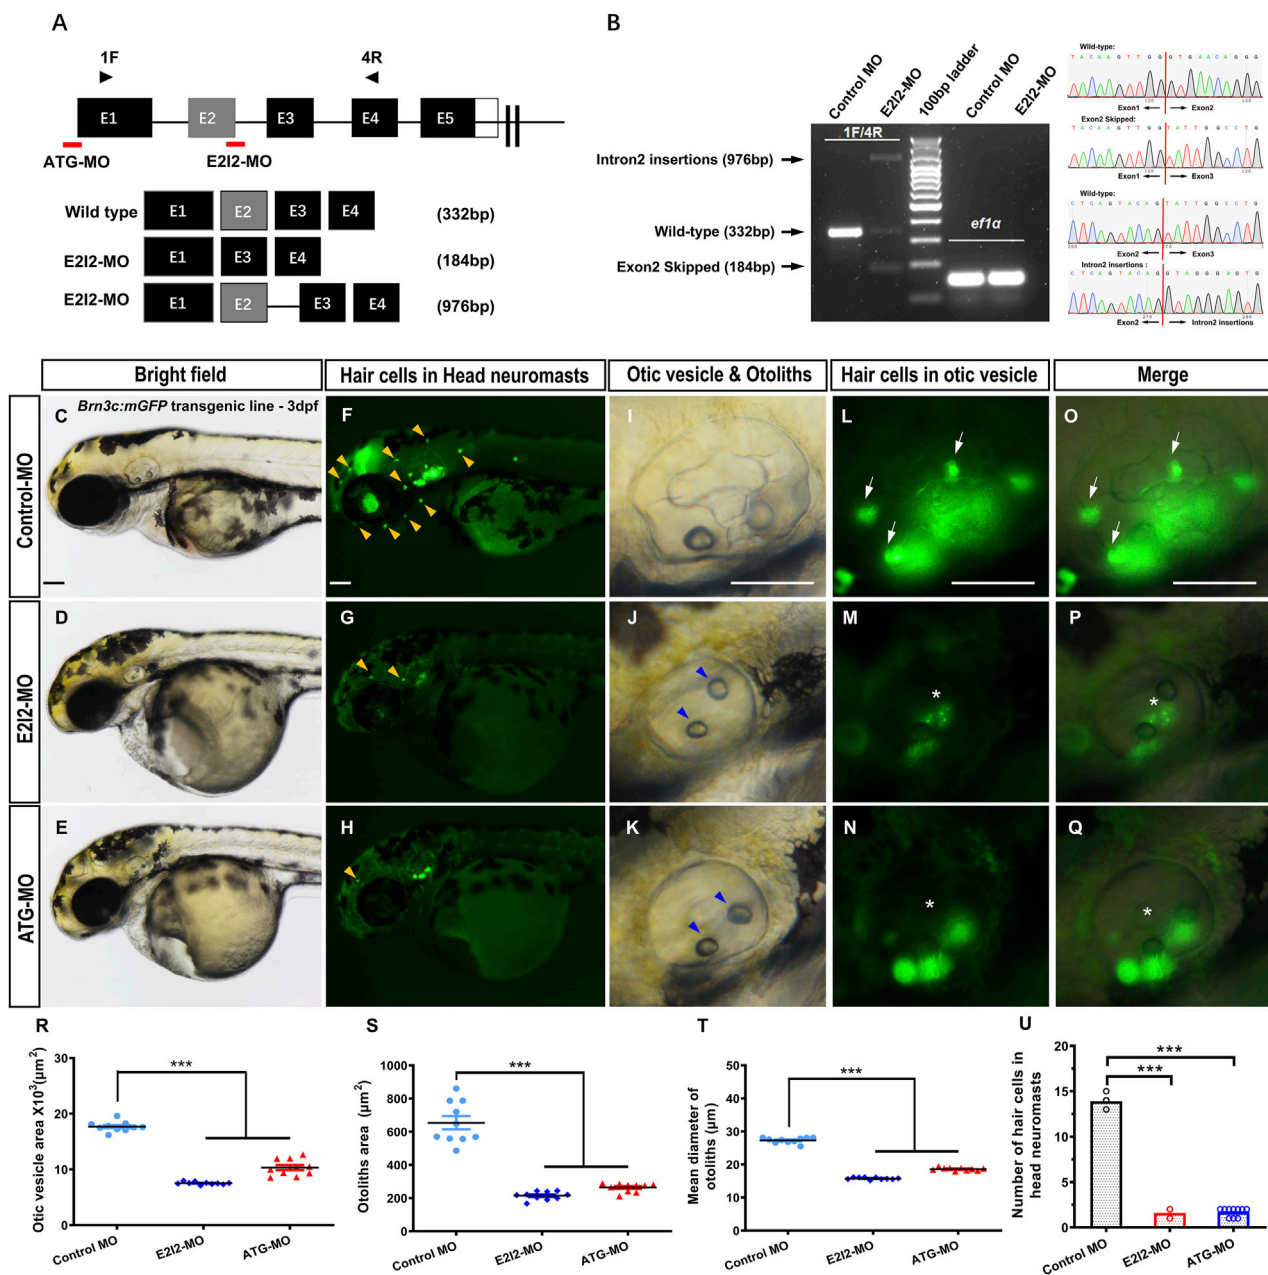 A
1F
4R
E1
E2
E3
E4
E5
ATG-MO
E2I2-MO
Wild type
E1
E2
E3
E4
(332bp)
E2I2-MO
E1
E3
E4
(184bp)
E2I2-MO
E1
E2
E3
E4
(976bp)
B
Control MO
E2I2-MO
100bp ladder
Control MO
E2I2-MO
1F/4R
Intron2 insertions (976bp)
Wild-type (332bp)
Exon2 Skipped (184bp)
ef1α
Wild-type:
T A C A A G T T G G G T G A A C A G G G
120
130
Exon1
Exon2
Exon2 Skipped:
T A C A A G T T G G T A T T G G C C T G
120
130
Exon1
Exon3
Wild-type:
C T C A G T A C A G T A T T G G C C T G
260
270
Exon2
Exon3
Intron2 insertions :
C T C A G T A C A G G T A G G G A G T G
270
280
Exon2
Intron2 insertions
Bright field
Hair cells in Head neuromasts
Otic vesicle & Otoliths
Hair cells in otic vesicle
Merge
Control-MO
C
Brn3c:mGFP transgenic line - 3dpf
F
I
L
O
E2I2-MO
D
G
J
M
*
P
*
ATG-MO
E
H
K
N
*
Q
*
R
Otic vesicle area X10³(μm²)
30
20
10
0
***
Control MO
E2I2-MO
ATG-MO
S
Otoliths area (μm²)
1000
800
600
400
200
0
***
Control MO
E2I2-MO
ATG-MO
T
Mean diameter of
otoliths (μm)
50
40
30
20
10
0
***
Control MO
E2I2-MO
ATG-MO
U
Number of hair cells in
head neuromasts
20
15
10
5
0
***
***
Control MO
E2I2-MO
ATG-MO